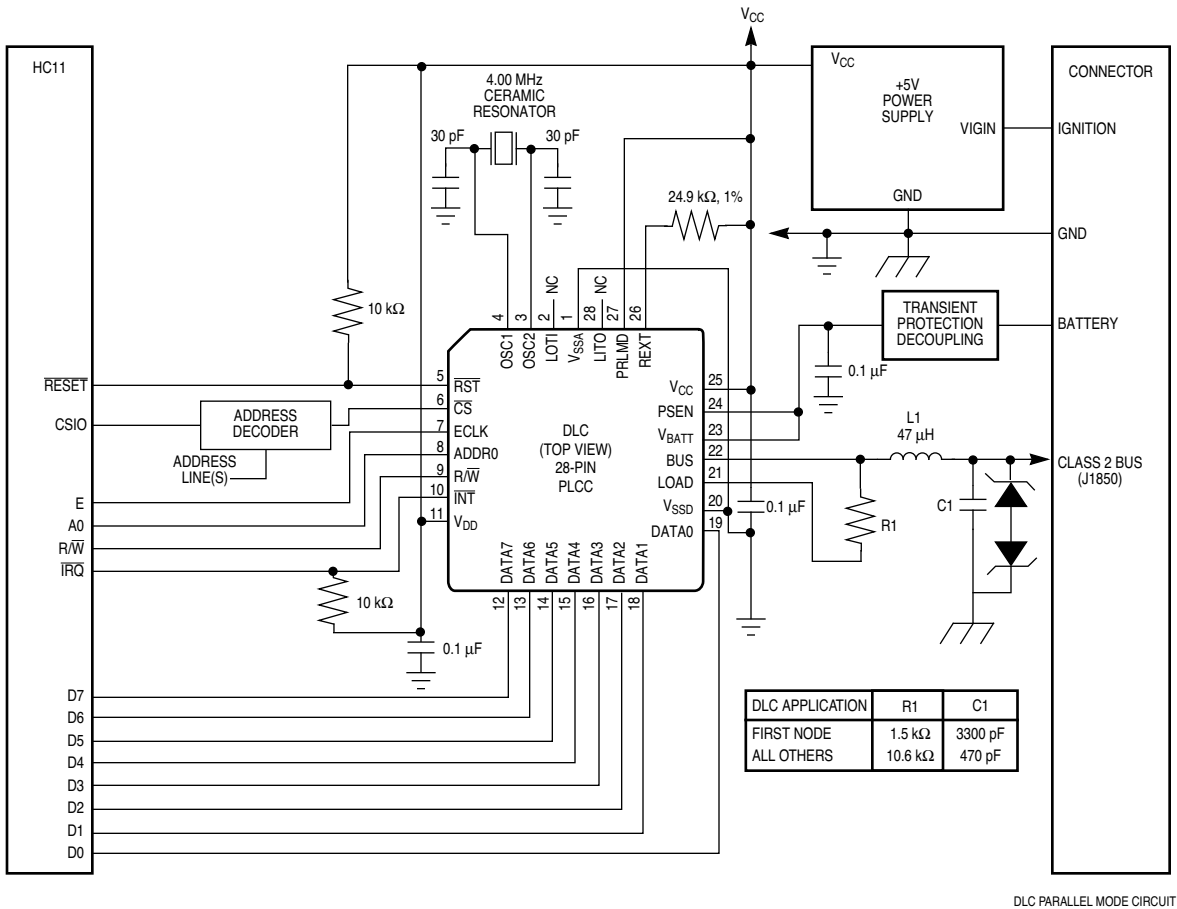 V_CC
HC11
4.00 MHz
CERAMIC
RESONATOR
30 pF
30 pF
V_CC
+5V
POWER
SUPPLY
VIGIN
GND
CONNECTOR
IGNITION
GND
24.9 kΩ, 1%
10 kΩ
NC
NC
4
3
2
1
28
27
26
OSC1
OSC2
LOTI
V_SSA
LITO
PRLMD
REXT
TRANSIENT
PROTECTION
DECOUPLING
BATTERY
0.1 µF
RESET
CSIO
ADDRESS
DECODER
ADDRESS
LINE(S)
E
A0
R/W
IRQ
5
6
7
8
9
10
11
RST
CS
ECLK
ADDR0
R/W
INT
V_DD
DLC
(TOP VIEW)
28-PIN
PLCC
V_CC
PSEN
V_BATT
BUS
LOAD
V_SSD
DATA0
25
24
23
22
21
20
19
L1
47 µH
CLASS 2 BUS
(J1850)
C1
R1
0.1 µF
DATA7
DATA6
DATA5
DATA4
DATA3
DATA2
DATA1
12
13
14
15
16
17
18
10 kΩ
0.1 µF
D7
D6
D5
D4
D3
D2
D1
D0
DLC APPLICATION R1 C1
FIRST NODE 1.5 kΩ 3300 pF
ALL OTHERS 10.6 kΩ 470 pF
DLC PARALLEL MODE CIRCUIT